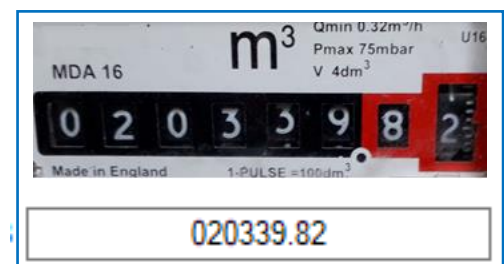 m³
Qmin 0.32m³/h
U16
Pmax 75mbar
MDA 16
V 4dm³
0 2 0 3 3 9 8 2
Made in England
1-PULSE =100dm³
020339.82